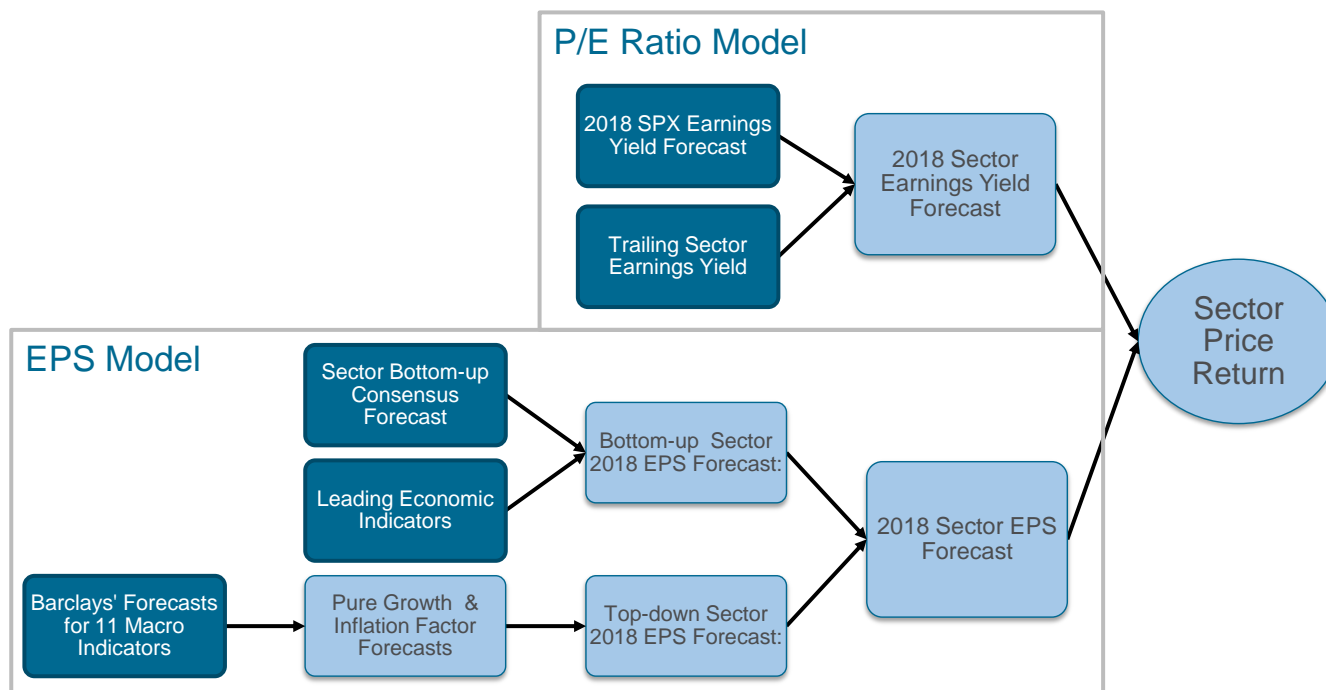 P/E Ratio Model
2018 SPX Earnings
Yield Forecast
2018 Sector
Earnings Yield
Forecast
Trailing Sector
Earnings Yield
Sector
Price
Return
EPS Model
Sector Bottom-up
Consensus
Forecast
Bottom-up Sector
2018 EPS Forecast:
Leading Economic
Indicators
2018 Sector EPS
Forecast
Barclays' Forecasts
for 11 Macro
Indicators
Pure Growth &
Inflation Factor
Forecasts
Top-down Sector
2018 EPS Forecast: